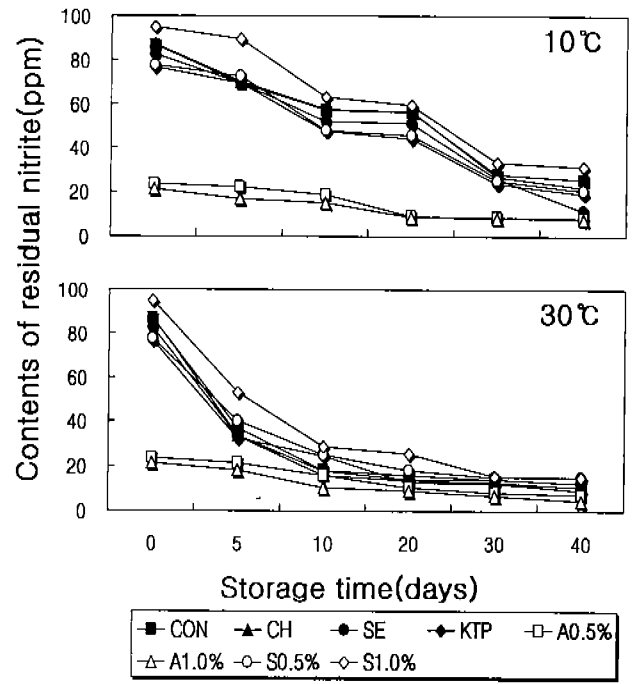 Contents of residual nitrite(ppm)
100
80
60
40
20
0
10℃
100
80
60
40
20
0
30℃
0 5 10 20 30 40
Storage time(days)
CON CH SE KTP A0.5%
A1.0% S0.5% S1.0%